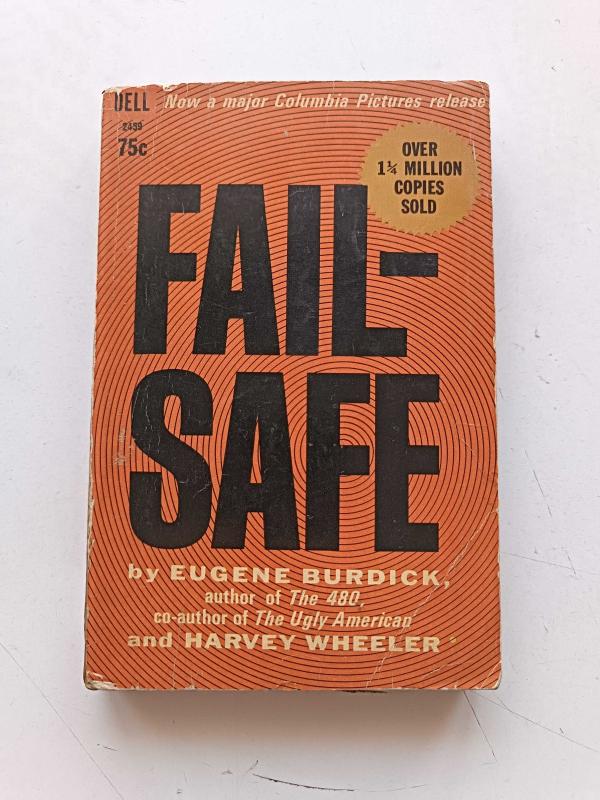 DELL Now a major Columbia Pictures release
2459
75c
OVER
1¼ MILLION
COPIES
SOLD
FAIL-
SAFE
by EUGENE BURDICK,
author of The 480,
co-author of The Ugly American
and HARVEY WHEELER